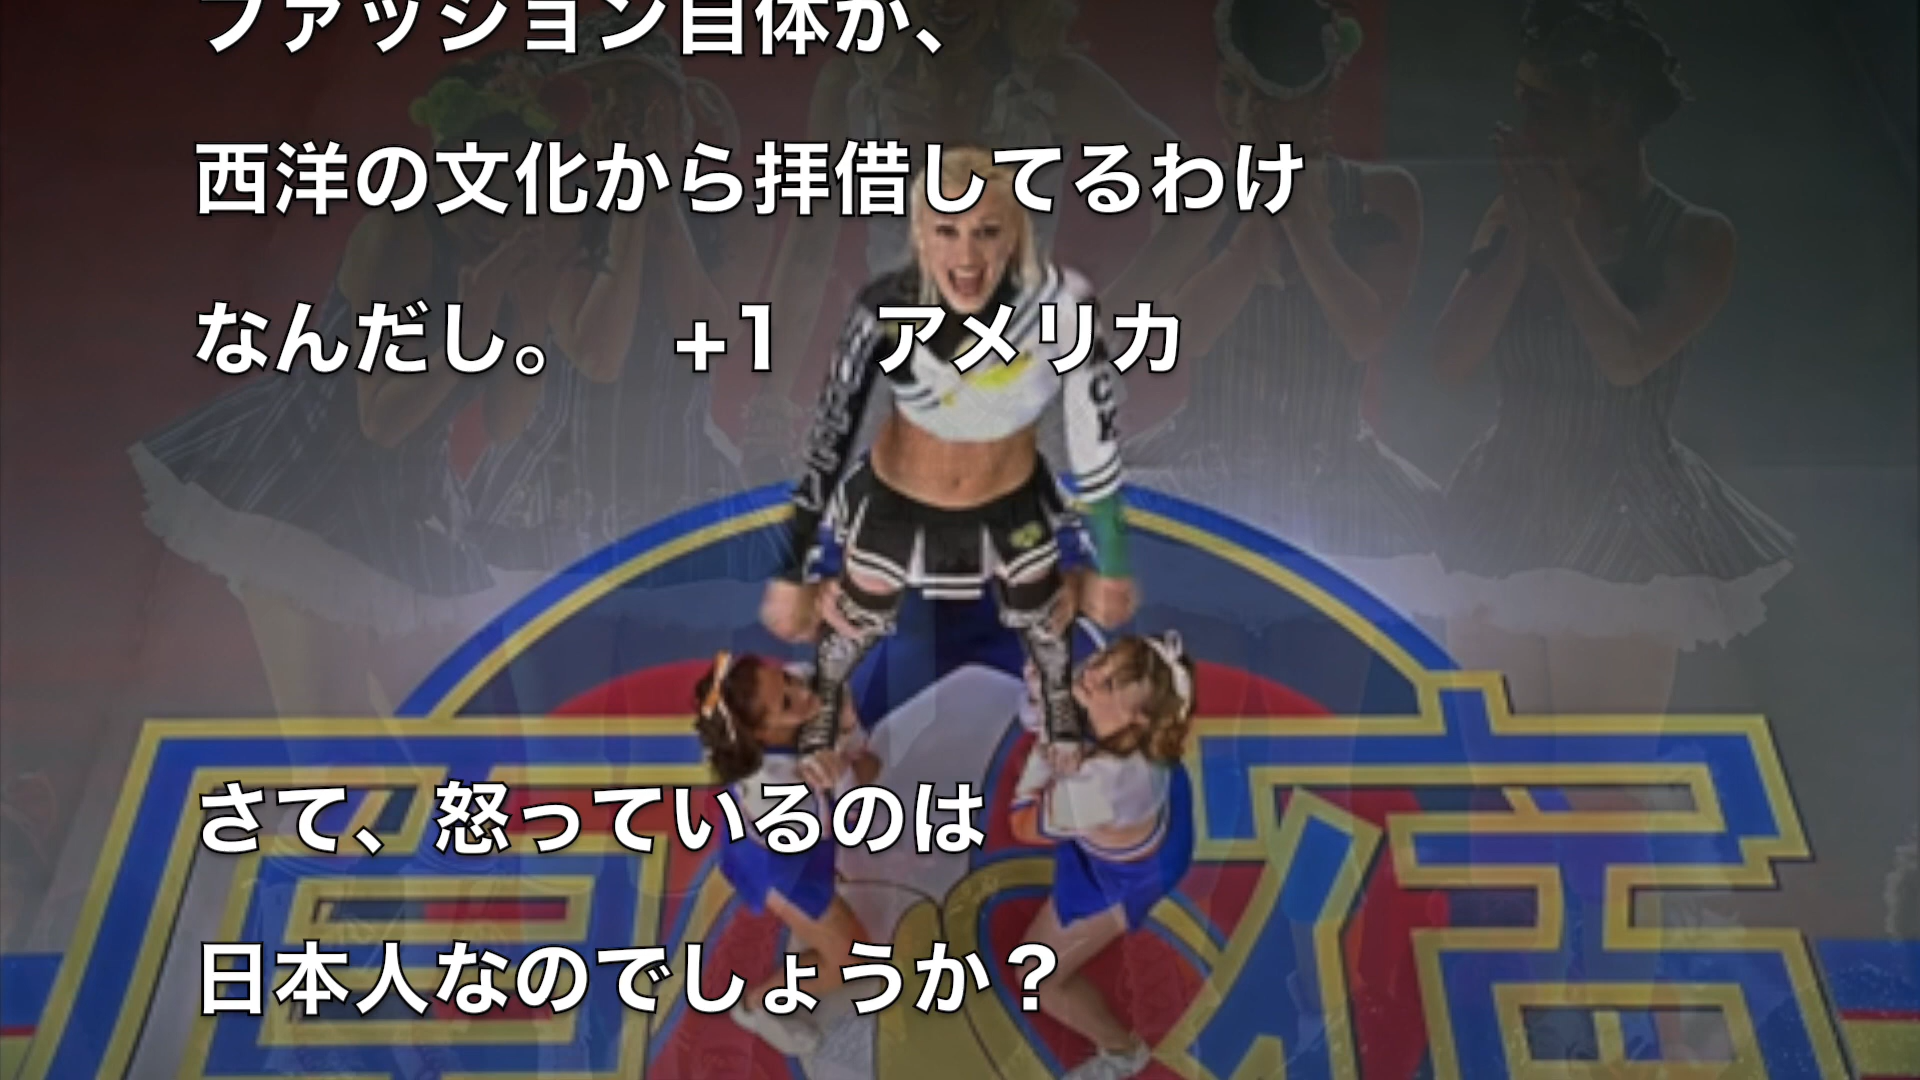 ファッション自体が、
西洋の文化から拝借してるわけ
なんだし。　+1　アメリカ
さて、怒っているのは
日本人なのでしょうか？
原宿